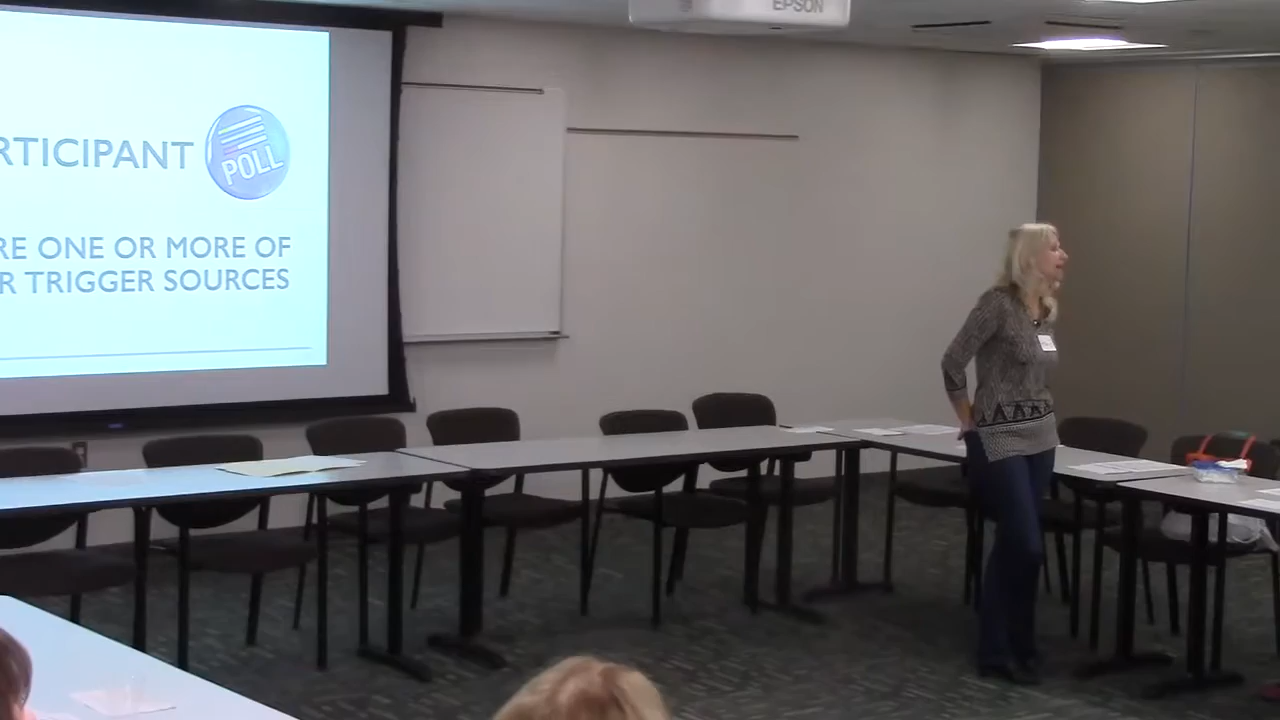 EPSON
RTICIPANT
POLL
RE ONE OR MORE OF
R TRIGGER SOURCES